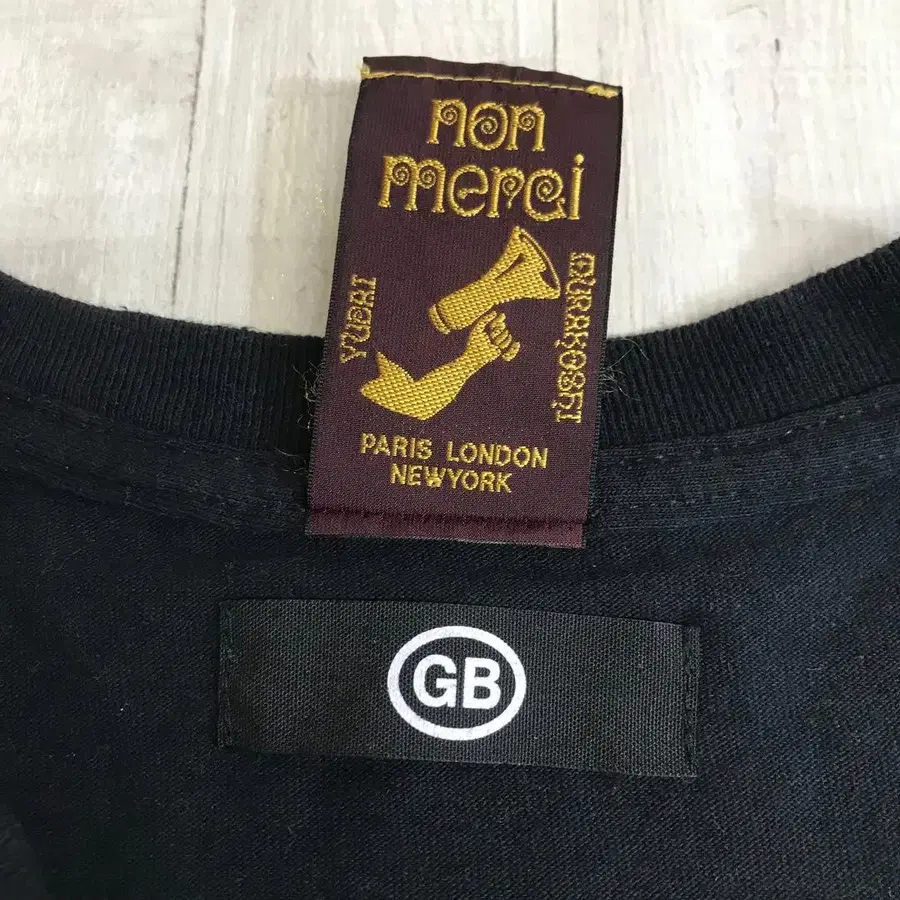 non
merci
YUDAI
MURAKOSHI
PARIS LONDON
NEWYORK
GB